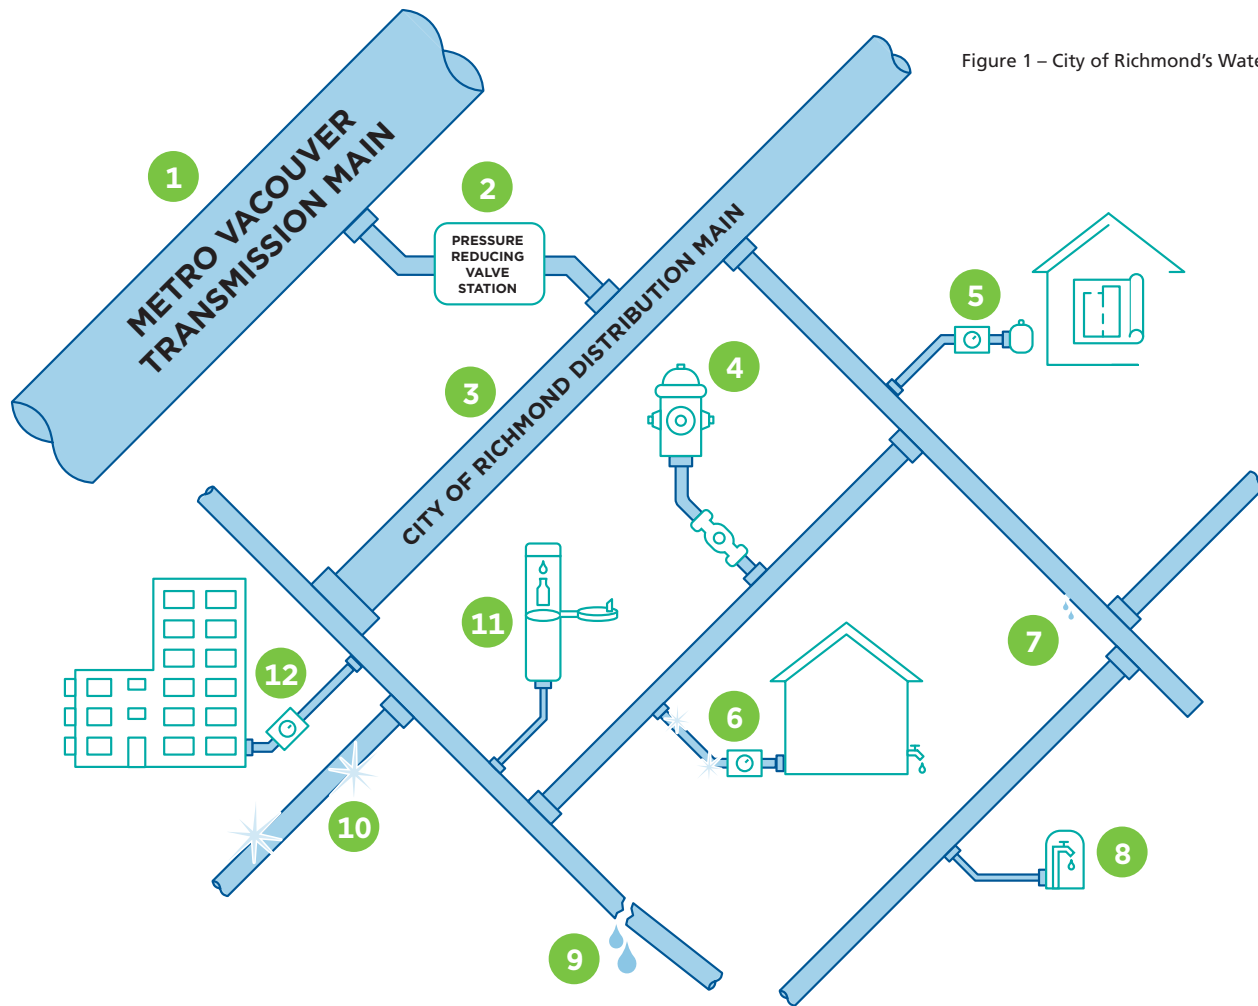 Figure 1 – City of Richmond's Wate
1
METRO VACOUVER
TRANSMISSION MAIN
2
PRESSURE
REDUCING
VALVE
STATION
3
CITY OF RICHMOND DISTRIBUTION MAIN
4
5
6
7
8
9
10
11
12